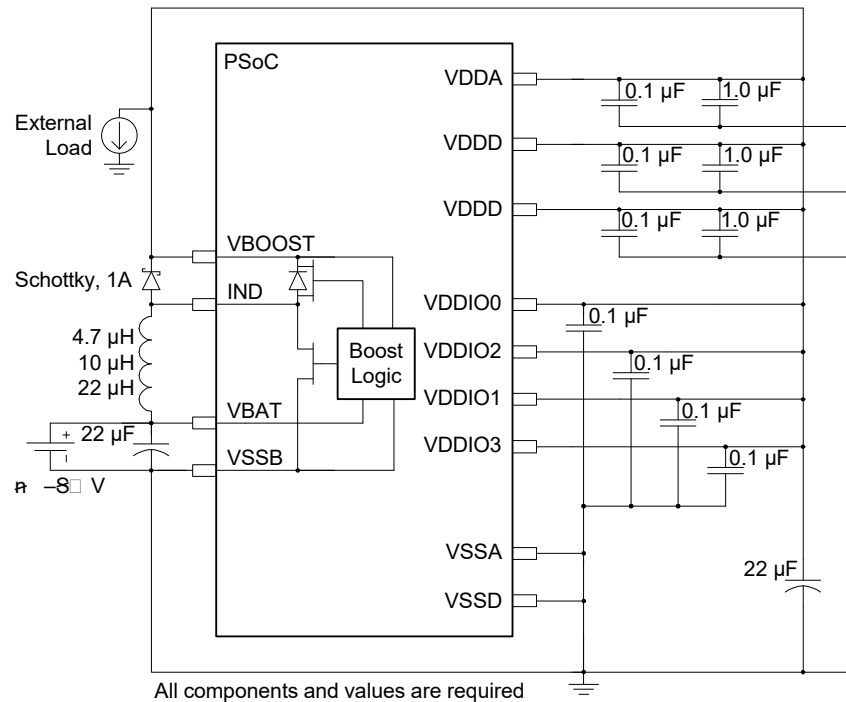 PSoC
VDDA
0.1 µF
1.0 µF
External
Load
VDDD
0.1 µF
1.0 µF
VDDD
0.1 µF
1.0 µF
VBOOST
Schottky, 1A
IND
VDDIO0
0.1 µF
4.7 µH
10 µH
22 µH
Boost
Logic
VDDIO2
0.1 µF
VDDIO1
0.1 µF
VBAT
22 µF
+
-
VDDIO3
0.1 µF
VSSB
V
VSSA
22 µF
VSSD
All components and values are required